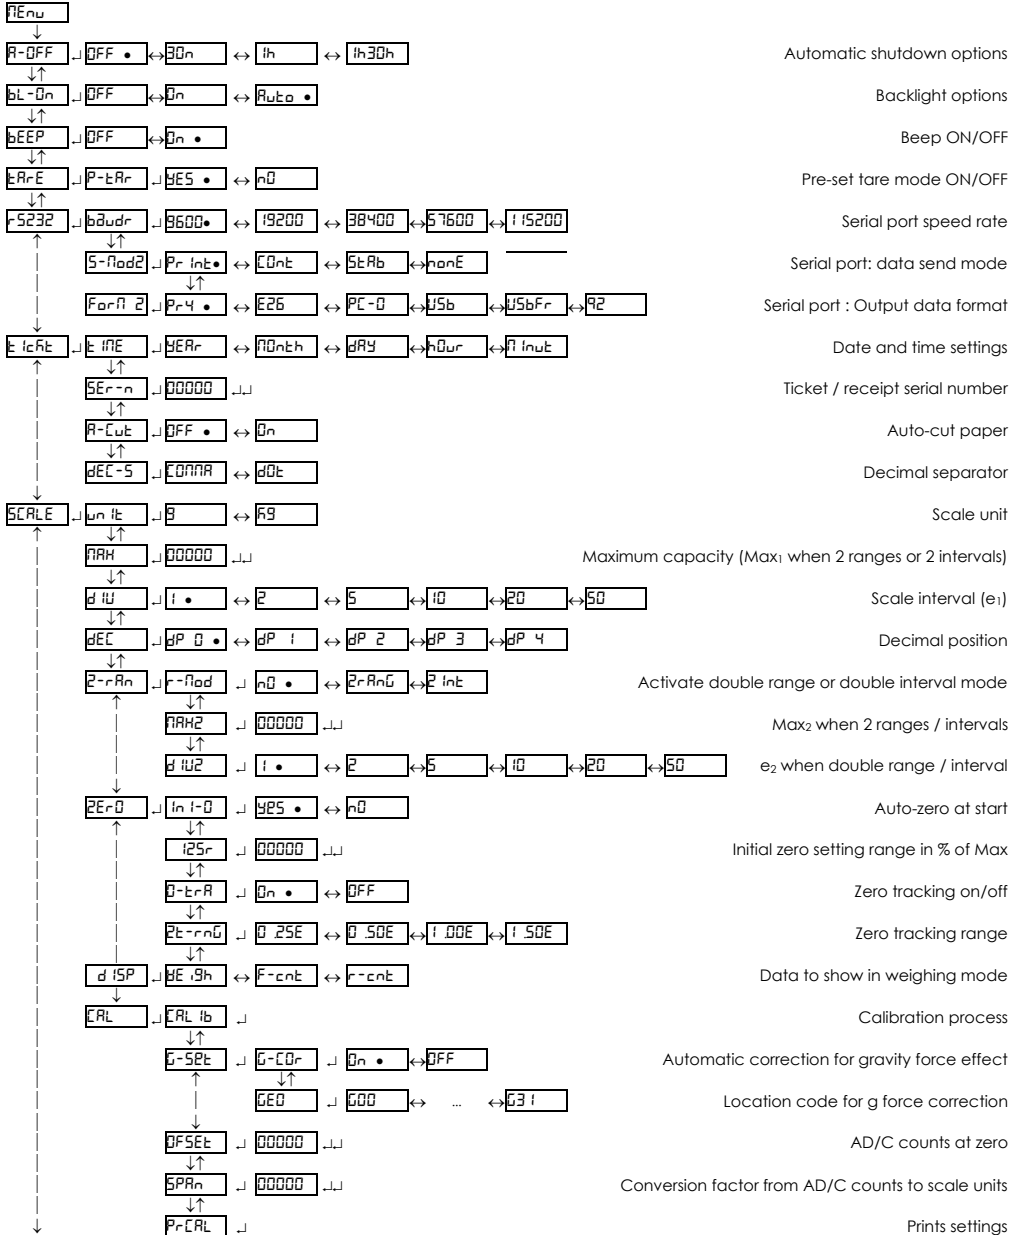 MEnu
↓
A-OFF ↵ OFF • ↔ 30n ↔ 1h ↔ 1h30h Automatic shutdown options
↓↑
bL-On ↵ OFF ↔ On ↔ Auto • Backlight options
↓↑
bEEP ↵ OFF ↔ On • Beep ON/OFF
↓↑
tArE ↵ P-tAr ↵ YES • ↔ nO Pre-set tare mode ON/OFF
↓↑
rS232 ↵ bAudr ↵ 9600• ↔ 19200 ↔ 38400 ↔ 57600 ↔ 115200 Serial port speed rate
↑ ↓↑
S-Mod2 ↵ Print• ↔ COnt ↔ StAb ↔ nonE Serial port: data send mode
↓↑
ForM 2 ↵ Pr4 • ↔ E26 ↔ PC-0 ↔ USb ↔ USbFr ↔ 92 Serial port : Output data format
↓
tIckt ↵ tIME ↵ YEAr ↔ MOnth ↔ dAY ↔ hOur ↔ MInut Date and time settings
↑ ↓↑
SEr-n ↵ 00000 ↵↵ Ticket / receipt serial number
↓↑
A-Cut ↵ OFF • ↔ On Auto-cut paper
↓↑
dEC-S ↵ COMMA ↔ dOt Decimal separator
↓
SCALE ↵ unIt ↵ g ↔ kg Scale unit
↑ ↓↑
MAX ↵ 00000 ↵↵ Maximum capacity (Max₁ when 2 ranges or 2 intervals)
↓↑
dIU ↵ 1 • ↔ 2 ↔ 5 ↔ 10 ↔ 20 ↔ 50 Scale interval (e₁)
↓↑
dEC ↵ dP 0 • ↔ dP 1 ↔ dP 2 ↔ dP 3 ↔ dP 4 Decimal position
↓↑
2-rAn ↵ r-Mod ↵ nO • ↔ 2rAnG ↔ 2Int Activate double range or double interval mode
↑ ↓↑
MAX2 ↵ 00000 ↵↵ Max₂ when 2 ranges / intervals
↓↑
dIU2 ↵ 1 • ↔ 2 ↔ 5 ↔ 10 ↔ 20 ↔ 50 e₂ when double range / interval
↓
ZErO ↵ InI-0 ↵ YES • ↔ nO Auto-zero at start
↑ ↓↑
IZSr ↵ 00000 ↵↵ Initial zero setting range in % of Max
↓↑
0-trA ↵ On • ↔ OFF Zero tracking on/off
↓↑
Zt-rnG ↵ 0.25E ↔ 0.50E ↔ 1.00E ↔ 1.50E Zero tracking range
↓↑
dISP ↵ WEigh ↔ F-cnt ↔ r-cnt Data to show in weighing mode
↓
CAL ↵ CALIb ↵ Calibration process
↓↑
G-SEt ↵ G-COr ↵ On • ↔ OFF Automatic correction for gravity force effect
↑ ↓↑
GEO ↵ G00 ↔ ... ↔ G31 Location code for g force correction
↓
OFSEt ↵ 00000 ↵↵ AD/C counts at zero
↓↑
SPAn ↵ 00000 ↵↵ Conversion factor from AD/C counts to scale units
↓↑
↓ PrCAL ↵ Prints settings